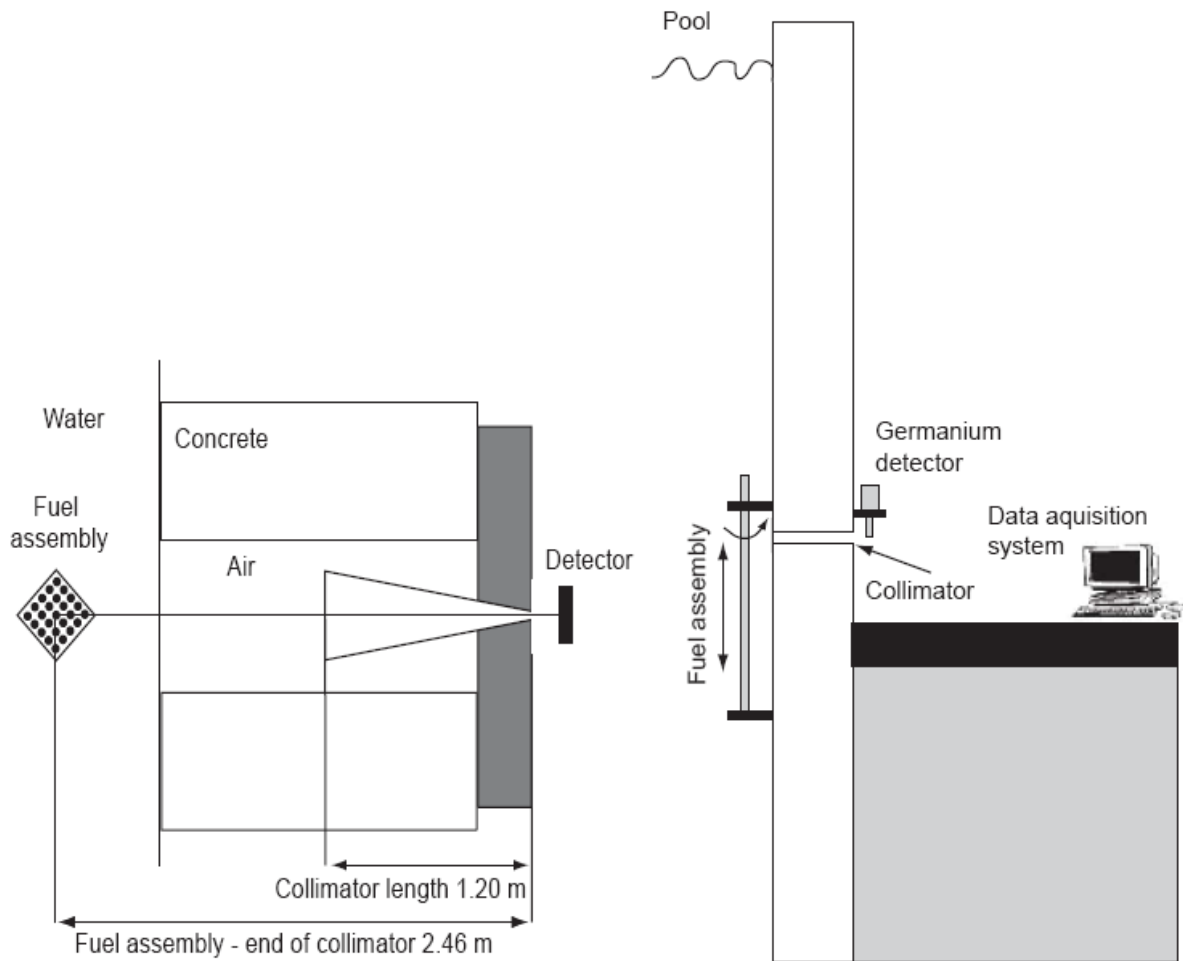 Pool
Water
Concrete
Fuel
assembly
Air
Detector
Collimator length 1.20 m
Fuel assembly - end of collimator 2.46 m
Germanium
detector
Data aquisition
system
Collimator
Fuel assembly